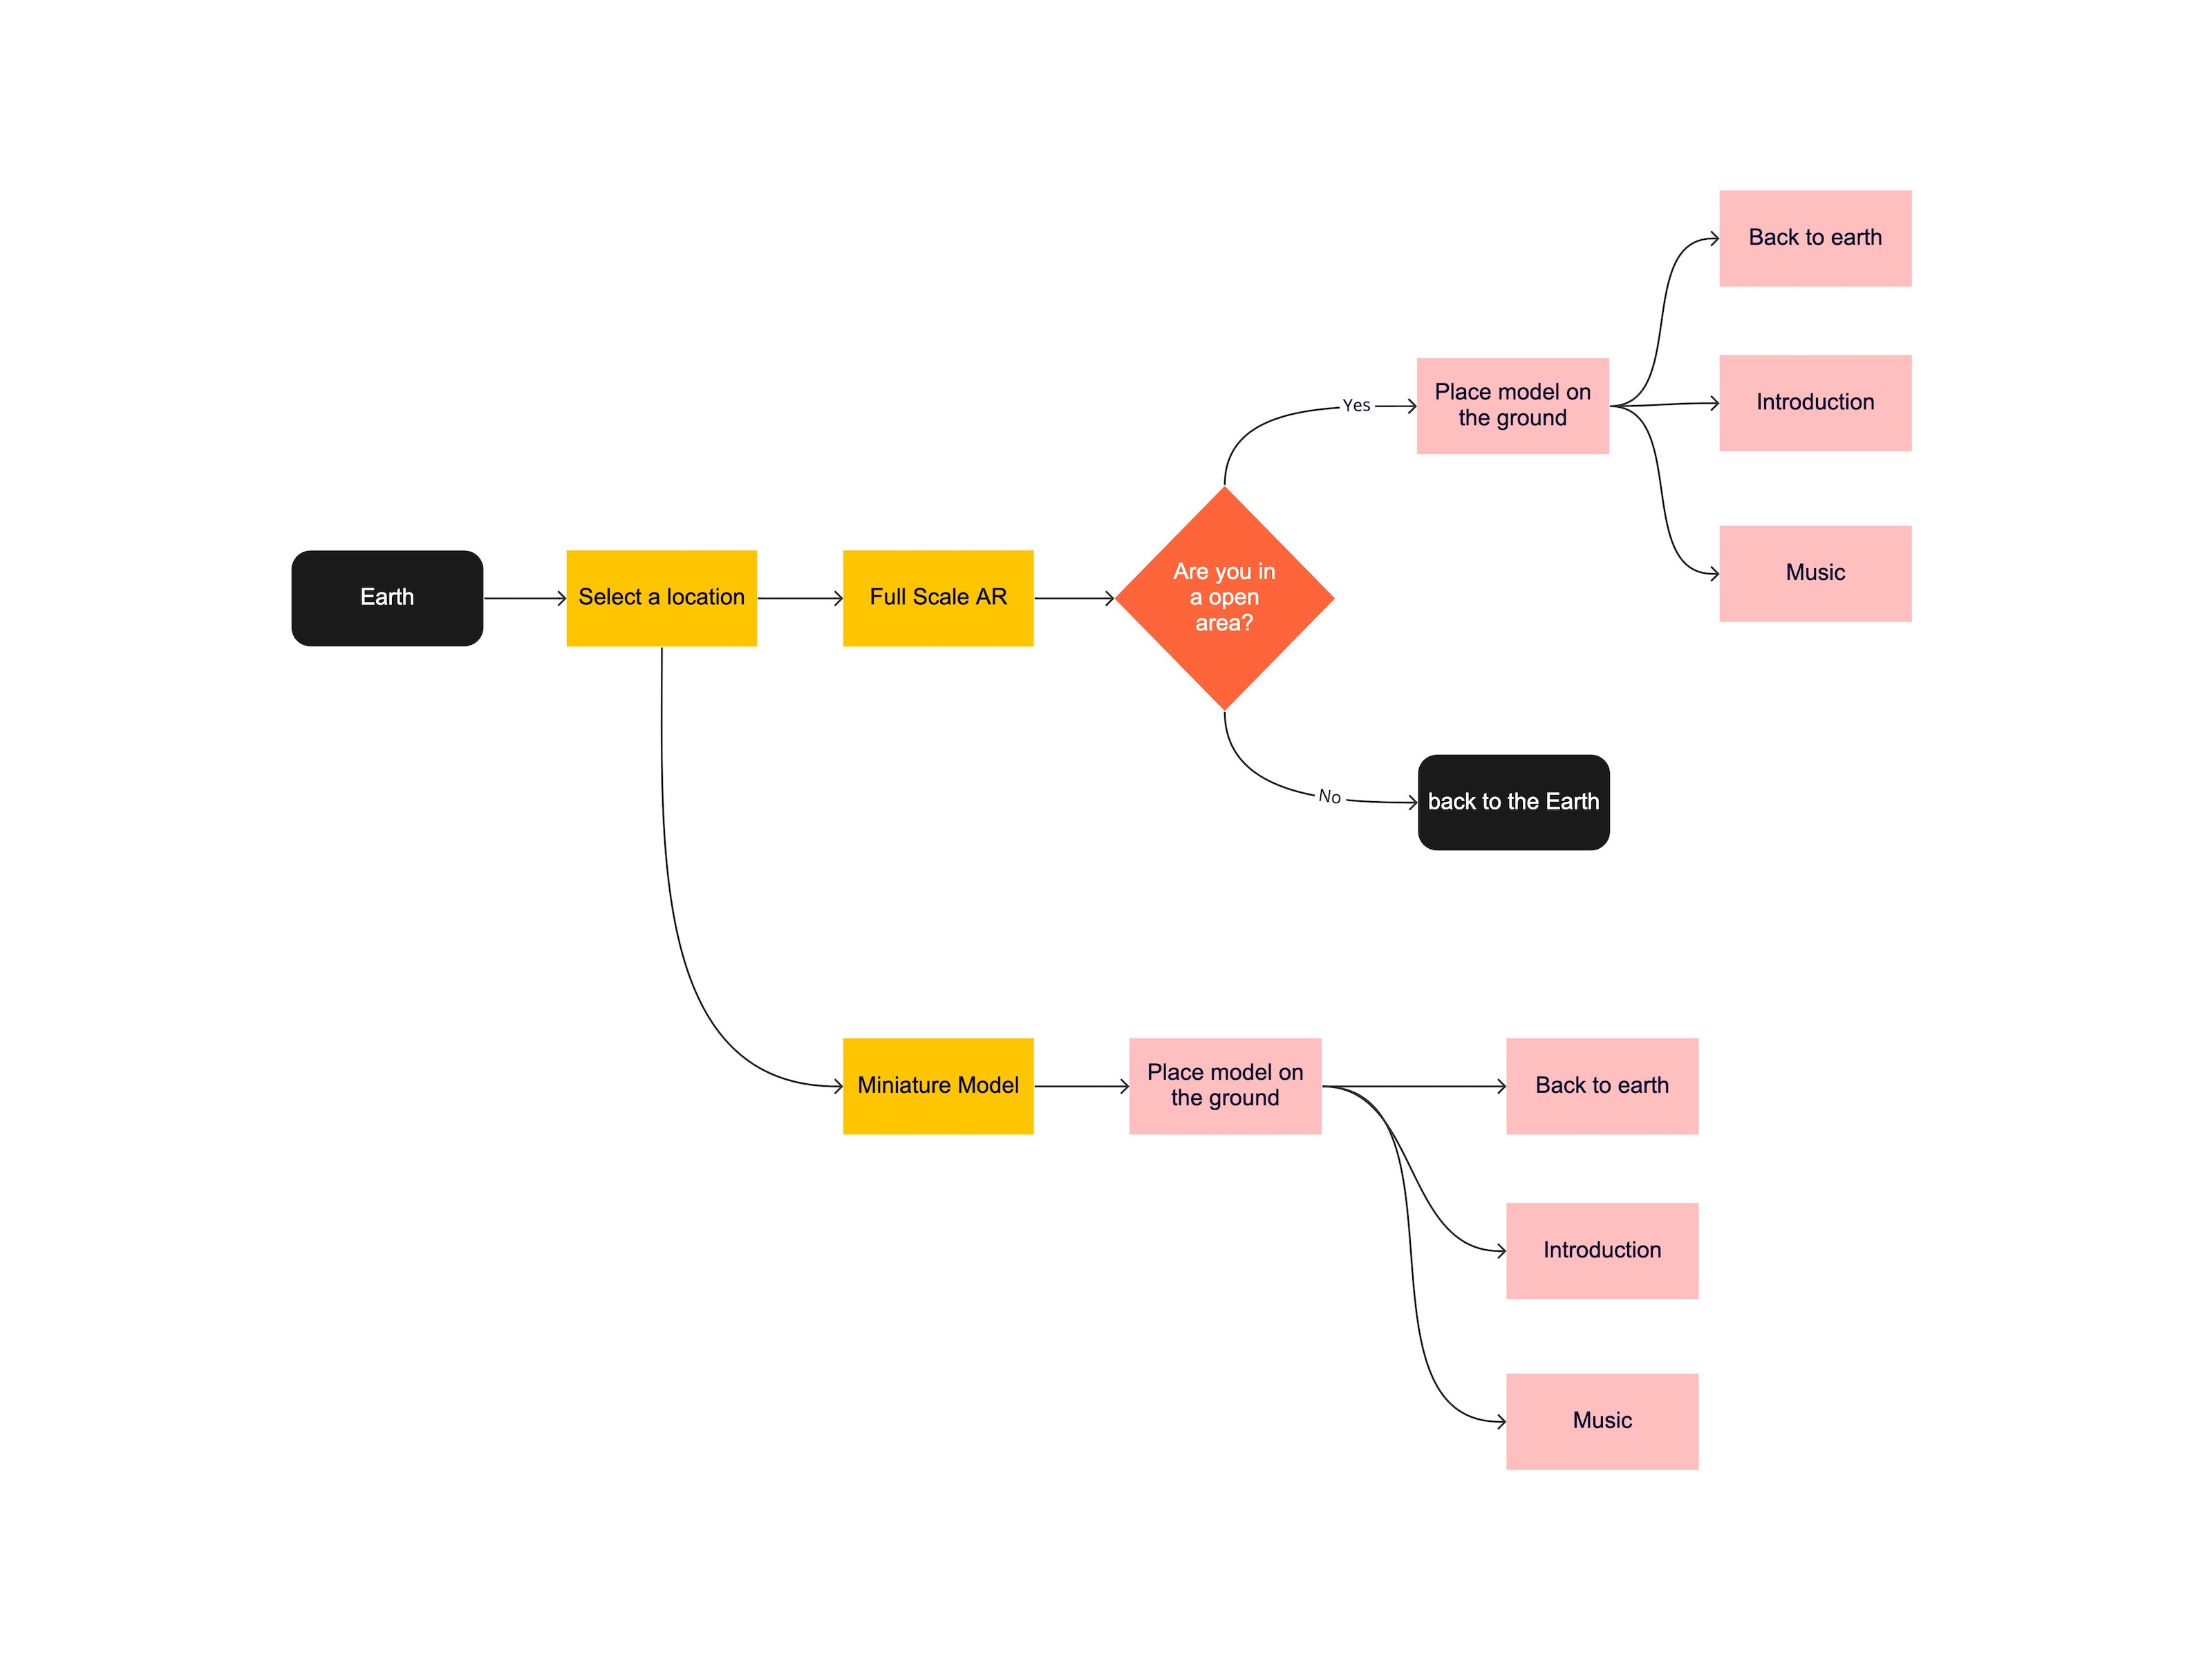 Back to earth
Yes
Place model on
the ground
Introduction
Music
Earth
Select a location
Full Scale AR
Are you in
a open
area?
No
back to the Earth
Miniature Model
Place model on
the ground
Back to earth
Introduction
Music